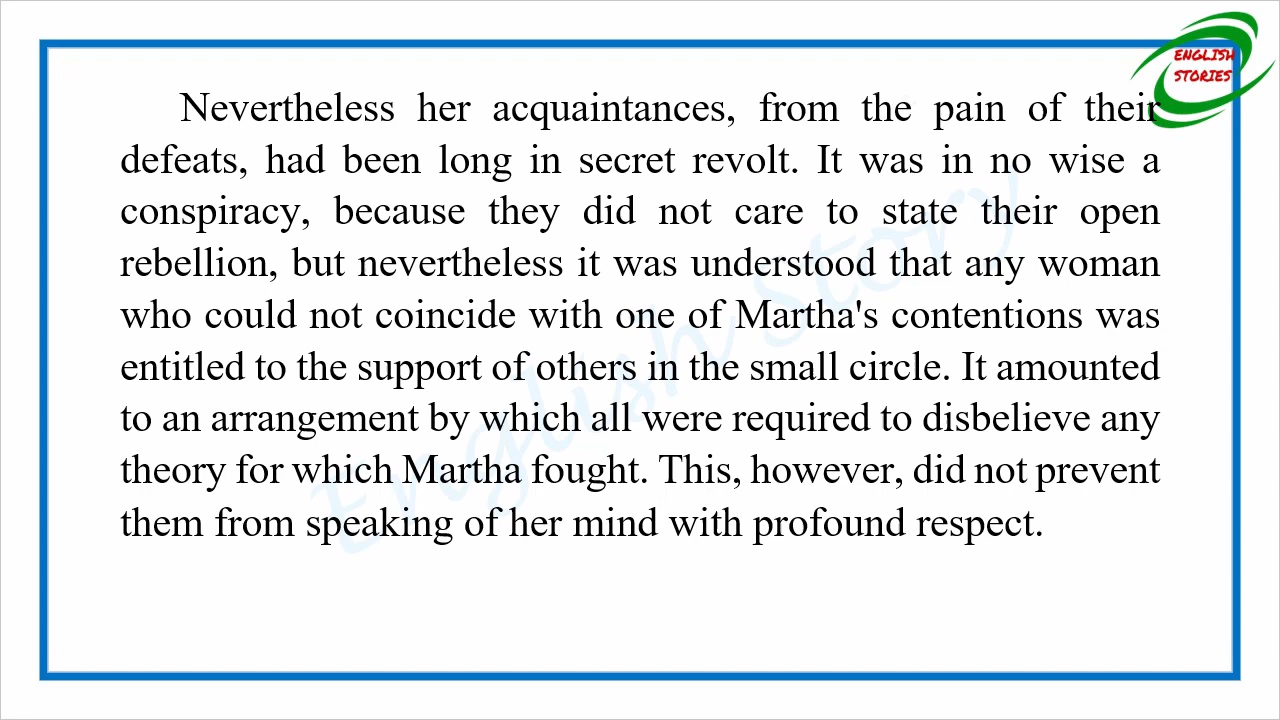 ENGLISH
STORIES
Nevertheless her acquaintances, from the pain of their
defeats, had been long in secret revolt. It was in no wise a
conspiracy, because they did not care to state their open
rebellion, but nevertheless it was understood that any woman
who could not coincide with one of Martha's contentions was
entitled to the support of others in the small circle. It amounted
to an arrangement by which all were required to disbelieve any
theory for which Martha fought. This, however, did not prevent
them from speaking of her mind with profound respect.
English Story